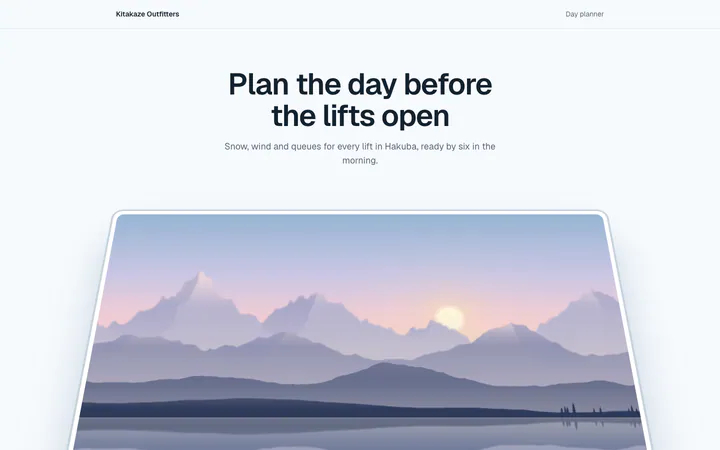 Kitakaze Outfitters
Day planner
Plan the day before
the lifts open
Snow, wind and queues for every lift in Hakuba, ready by six in the
morning.